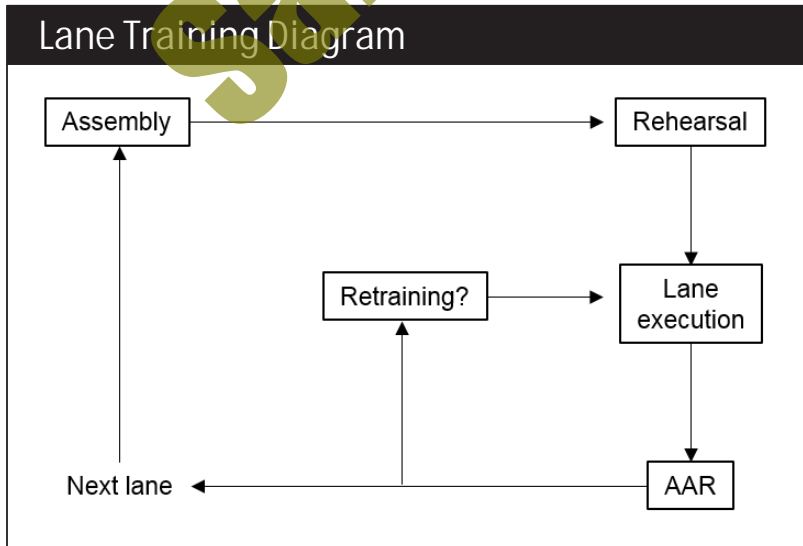 Lane Training Diagram
Assembly
Rehearsal
Retraining?
Lane
execution
Next lane
AAR